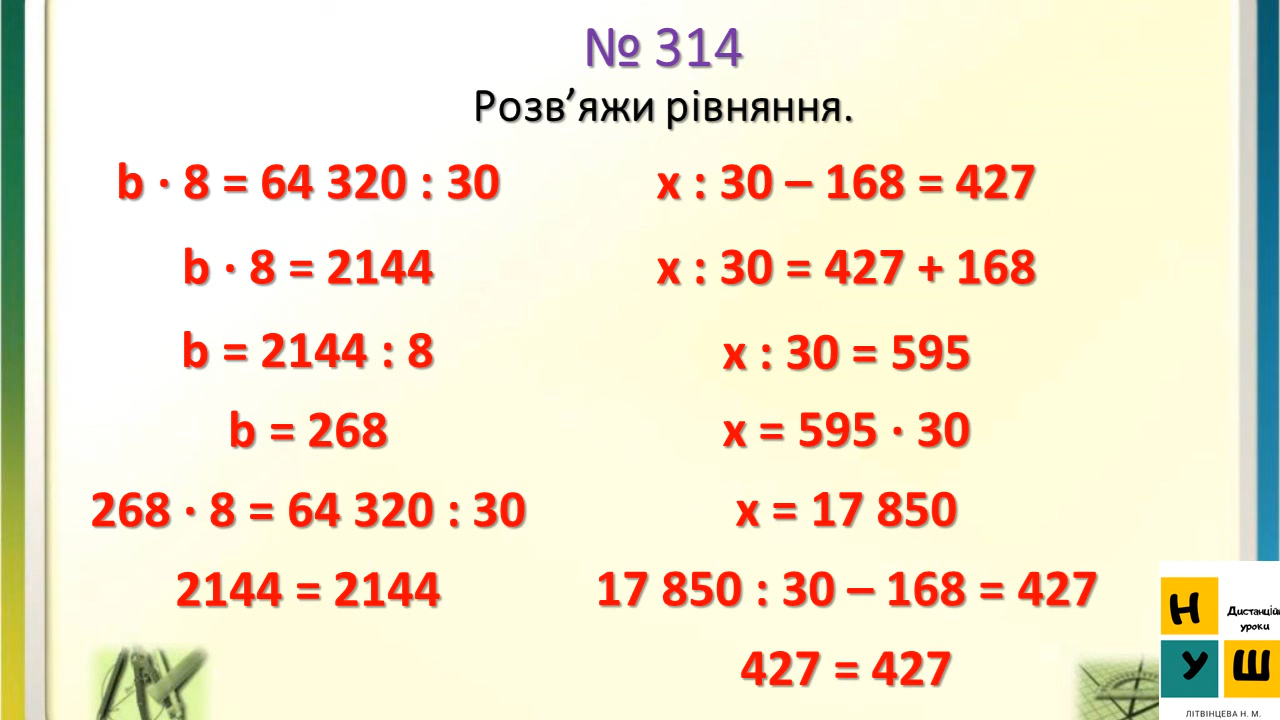 № 314
Розв’яжи рівняння.
b · 8 = 64 320 : 30
b · 8 = 2144
b = 2144 : 8
b = 268
268 · 8 = 64 320 : 30
2144 = 2144
х : 30 – 168 = 427
х : 30 = 427 + 168
х : 30 = 595
х = 595 · 30
х = 17 850
17 850 : 30 – 168 = 427
427 = 427
Н
Дистанційн
уроки
У Ш
ЛІТВІНЦЕВА Н. М.